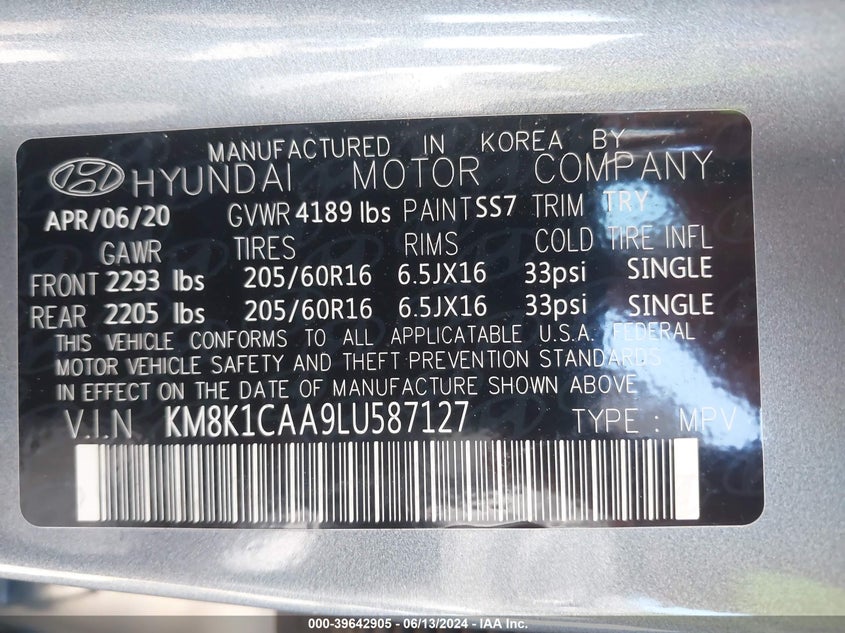 MANUFACTURED IN KOREA BY
HYUNDAI MOTOR COMPANY
APR/06/20 GVWR 4189 lbs PAINT SS7 TRIM TRY
GAWR TIRES RIMS COLD TIRE INFL
FRONT 2293 lbs 205/60R16 6.5JX16 33psi SINGLE
REAR 2205 lbs 205/60R16 6.5JX16 33psi SINGLE
THIS VEHICLE CONFORMS TO ALL APPLICATABLE U.S.A. FEDERAL
MOTOR VEHICLE SAFETY AND THEFT PREVENTION STANDARDS
IN EFFECT ON THE DATE OF MANUFACTURE SHOWN ABOVE.
V.I.N KM8K1CAA9LU587127 TYPE : MPV
000-39642905 - 06/13/2024 - IAA Inc.